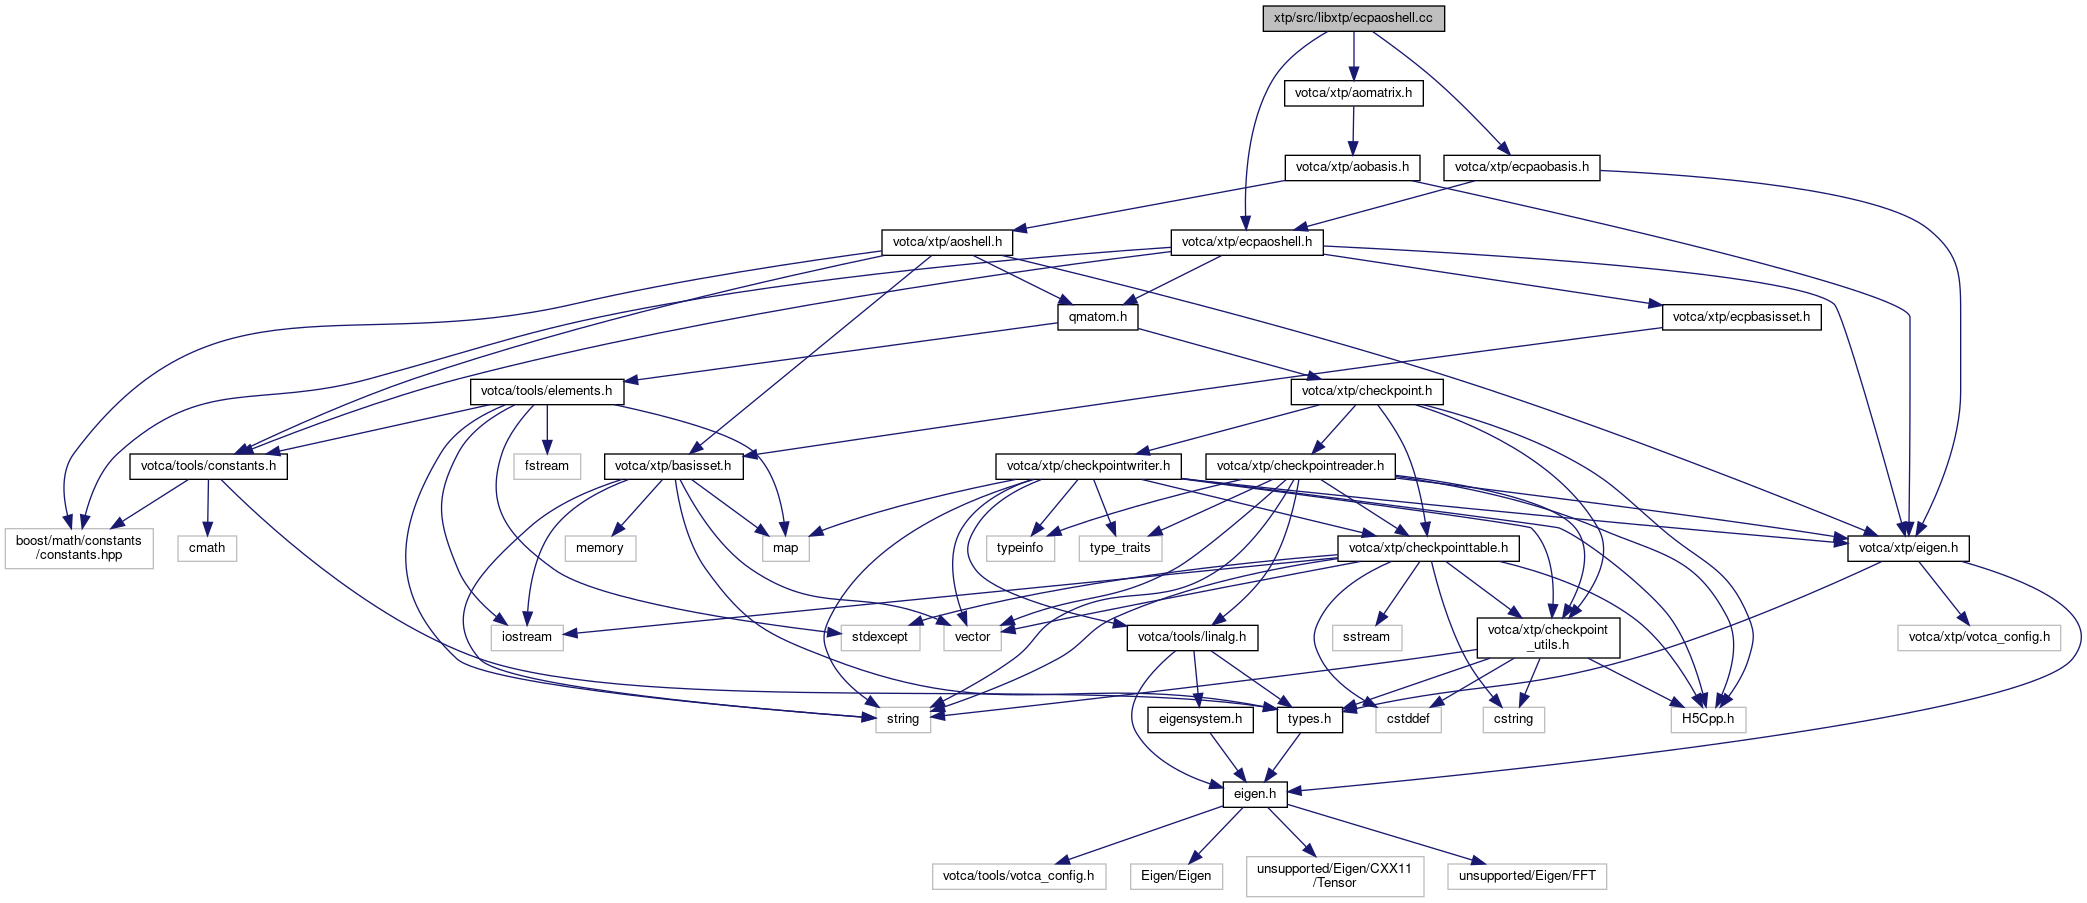 xtp/src/libxtp/ecpaoshell.cc
votca/xtp/aomatrix.h
votca/xtp/aobasis.h
votca/xtp/ecpaobasis.h
votca/xtp/aoshell.h
votca/xtp/ecpaoshell.h
qmatom.h
votca/xtp/ecpbasisset.h
votca/tools/elements.h
votca/xtp/checkpoint.h
votca/tools/constants.h
fstream
votca/xtp/basisset.h
votca/xtp/checkpointwriter.h
votca/xtp/checkpointreader.h
boost/math/constants
/constants.hpp
cmath
memory
map
typeinfo
type_traits
votca/xtp/checkpointtable.h
votca/xtp/eigen.h
iostream
stdexcept
vector
votca/tools/linalg.h
sstream
votca/xtp/checkpoint
_utils.h
votca/xtp/votca_config.h
string
eigensystem.h
types.h
cstddef
cstring
H5Cpp.h
eigen.h
votca/tools/votca_config.h
Eigen/Eigen
unsupported/Eigen/CXX11
/Tensor
unsupported/Eigen/FFT